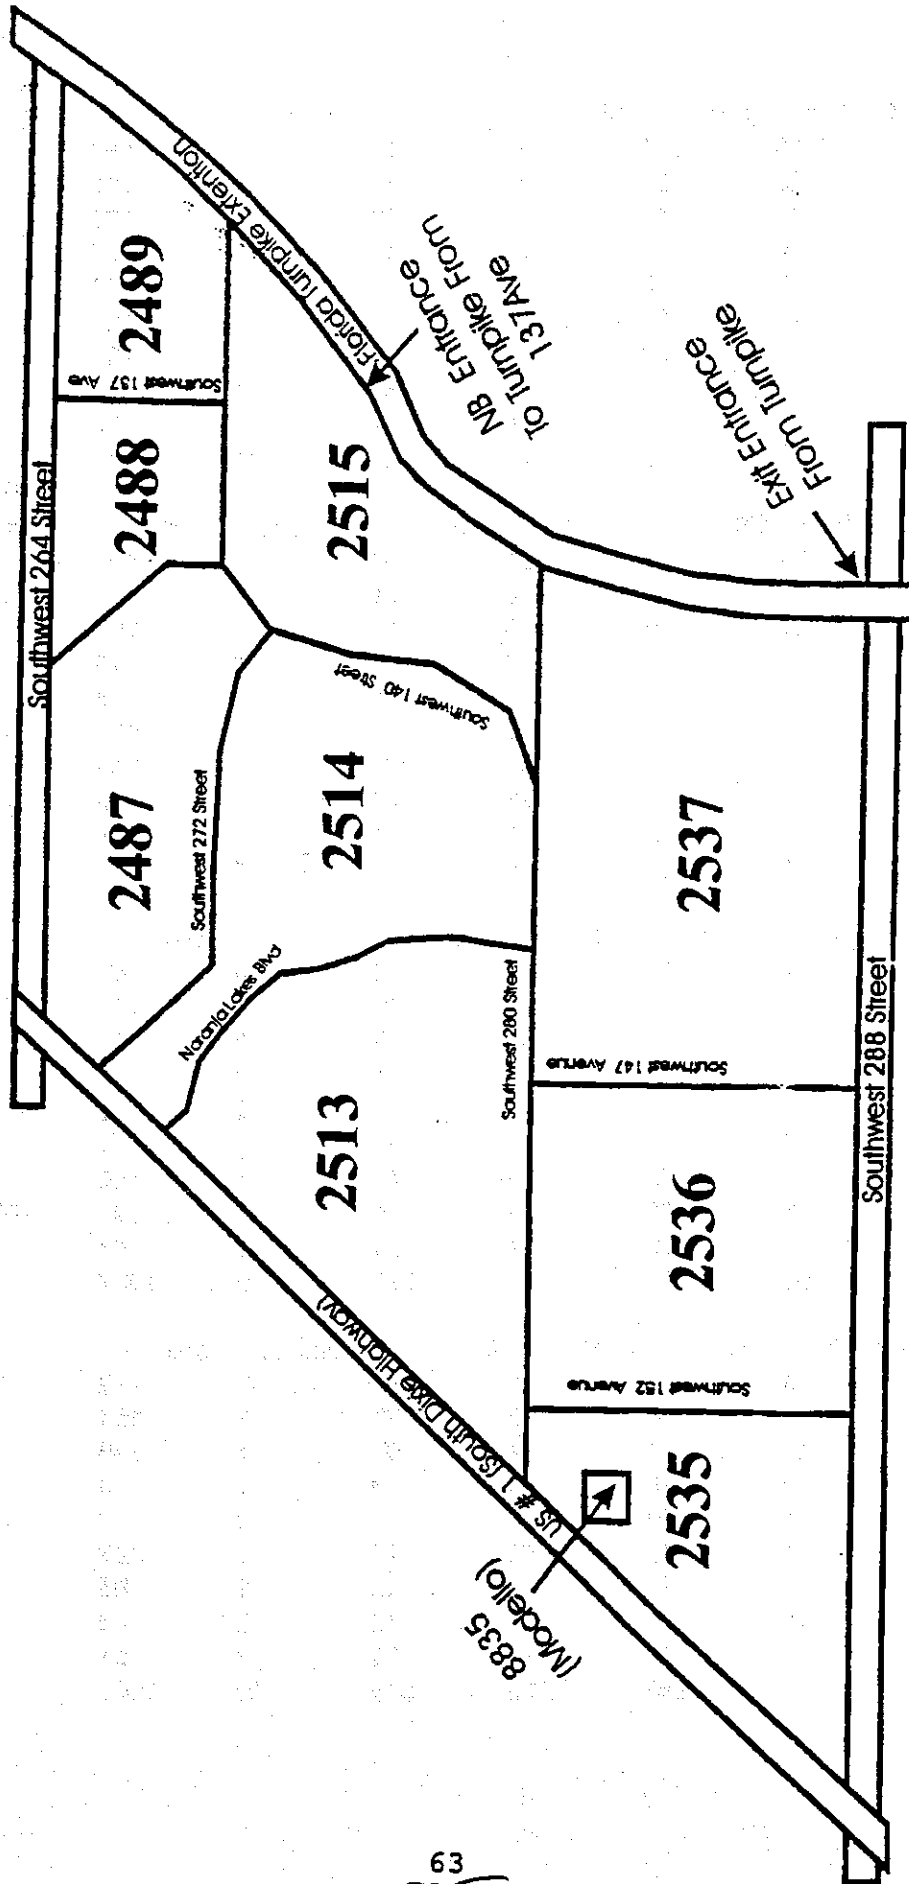 Southwest 264 Street
Florida Turnpike Extention
2489
Southwest 137 Ave
2488
2487
Southwest 272 Street
NB Entrance
To Turnpike From
137Ave
2515
Southwest 140 Street
2514
Naranja Lakes Blvd
2513
Southwest 280 Street
Exit Entrance
From Turnpike
2537
Southwest 147 Avenue
2536
Southwest 152 Avenue
2535
US # 1 (South Dixie Highway)
8835
(Modello)
Southwest 288 Street
63